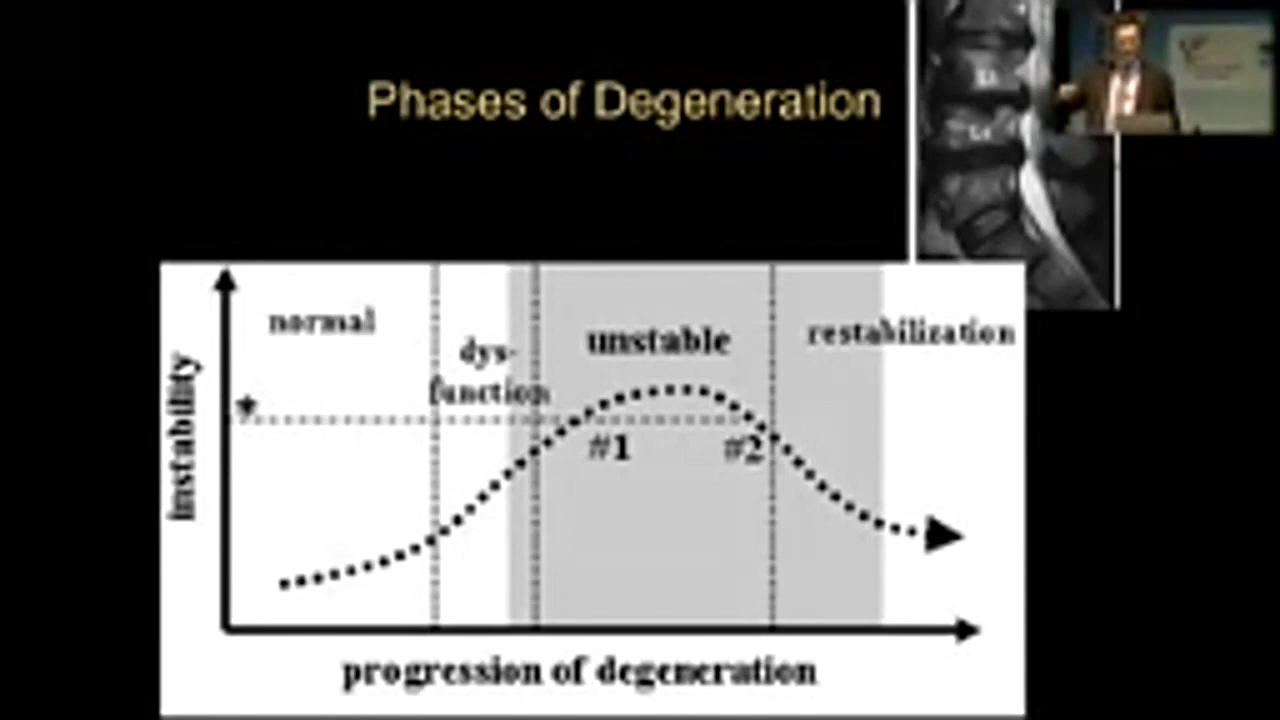 Phases of Degeneration
normal
dys-
function
unstable
restabilization
*
#1
#2
instability
progression of degeneration